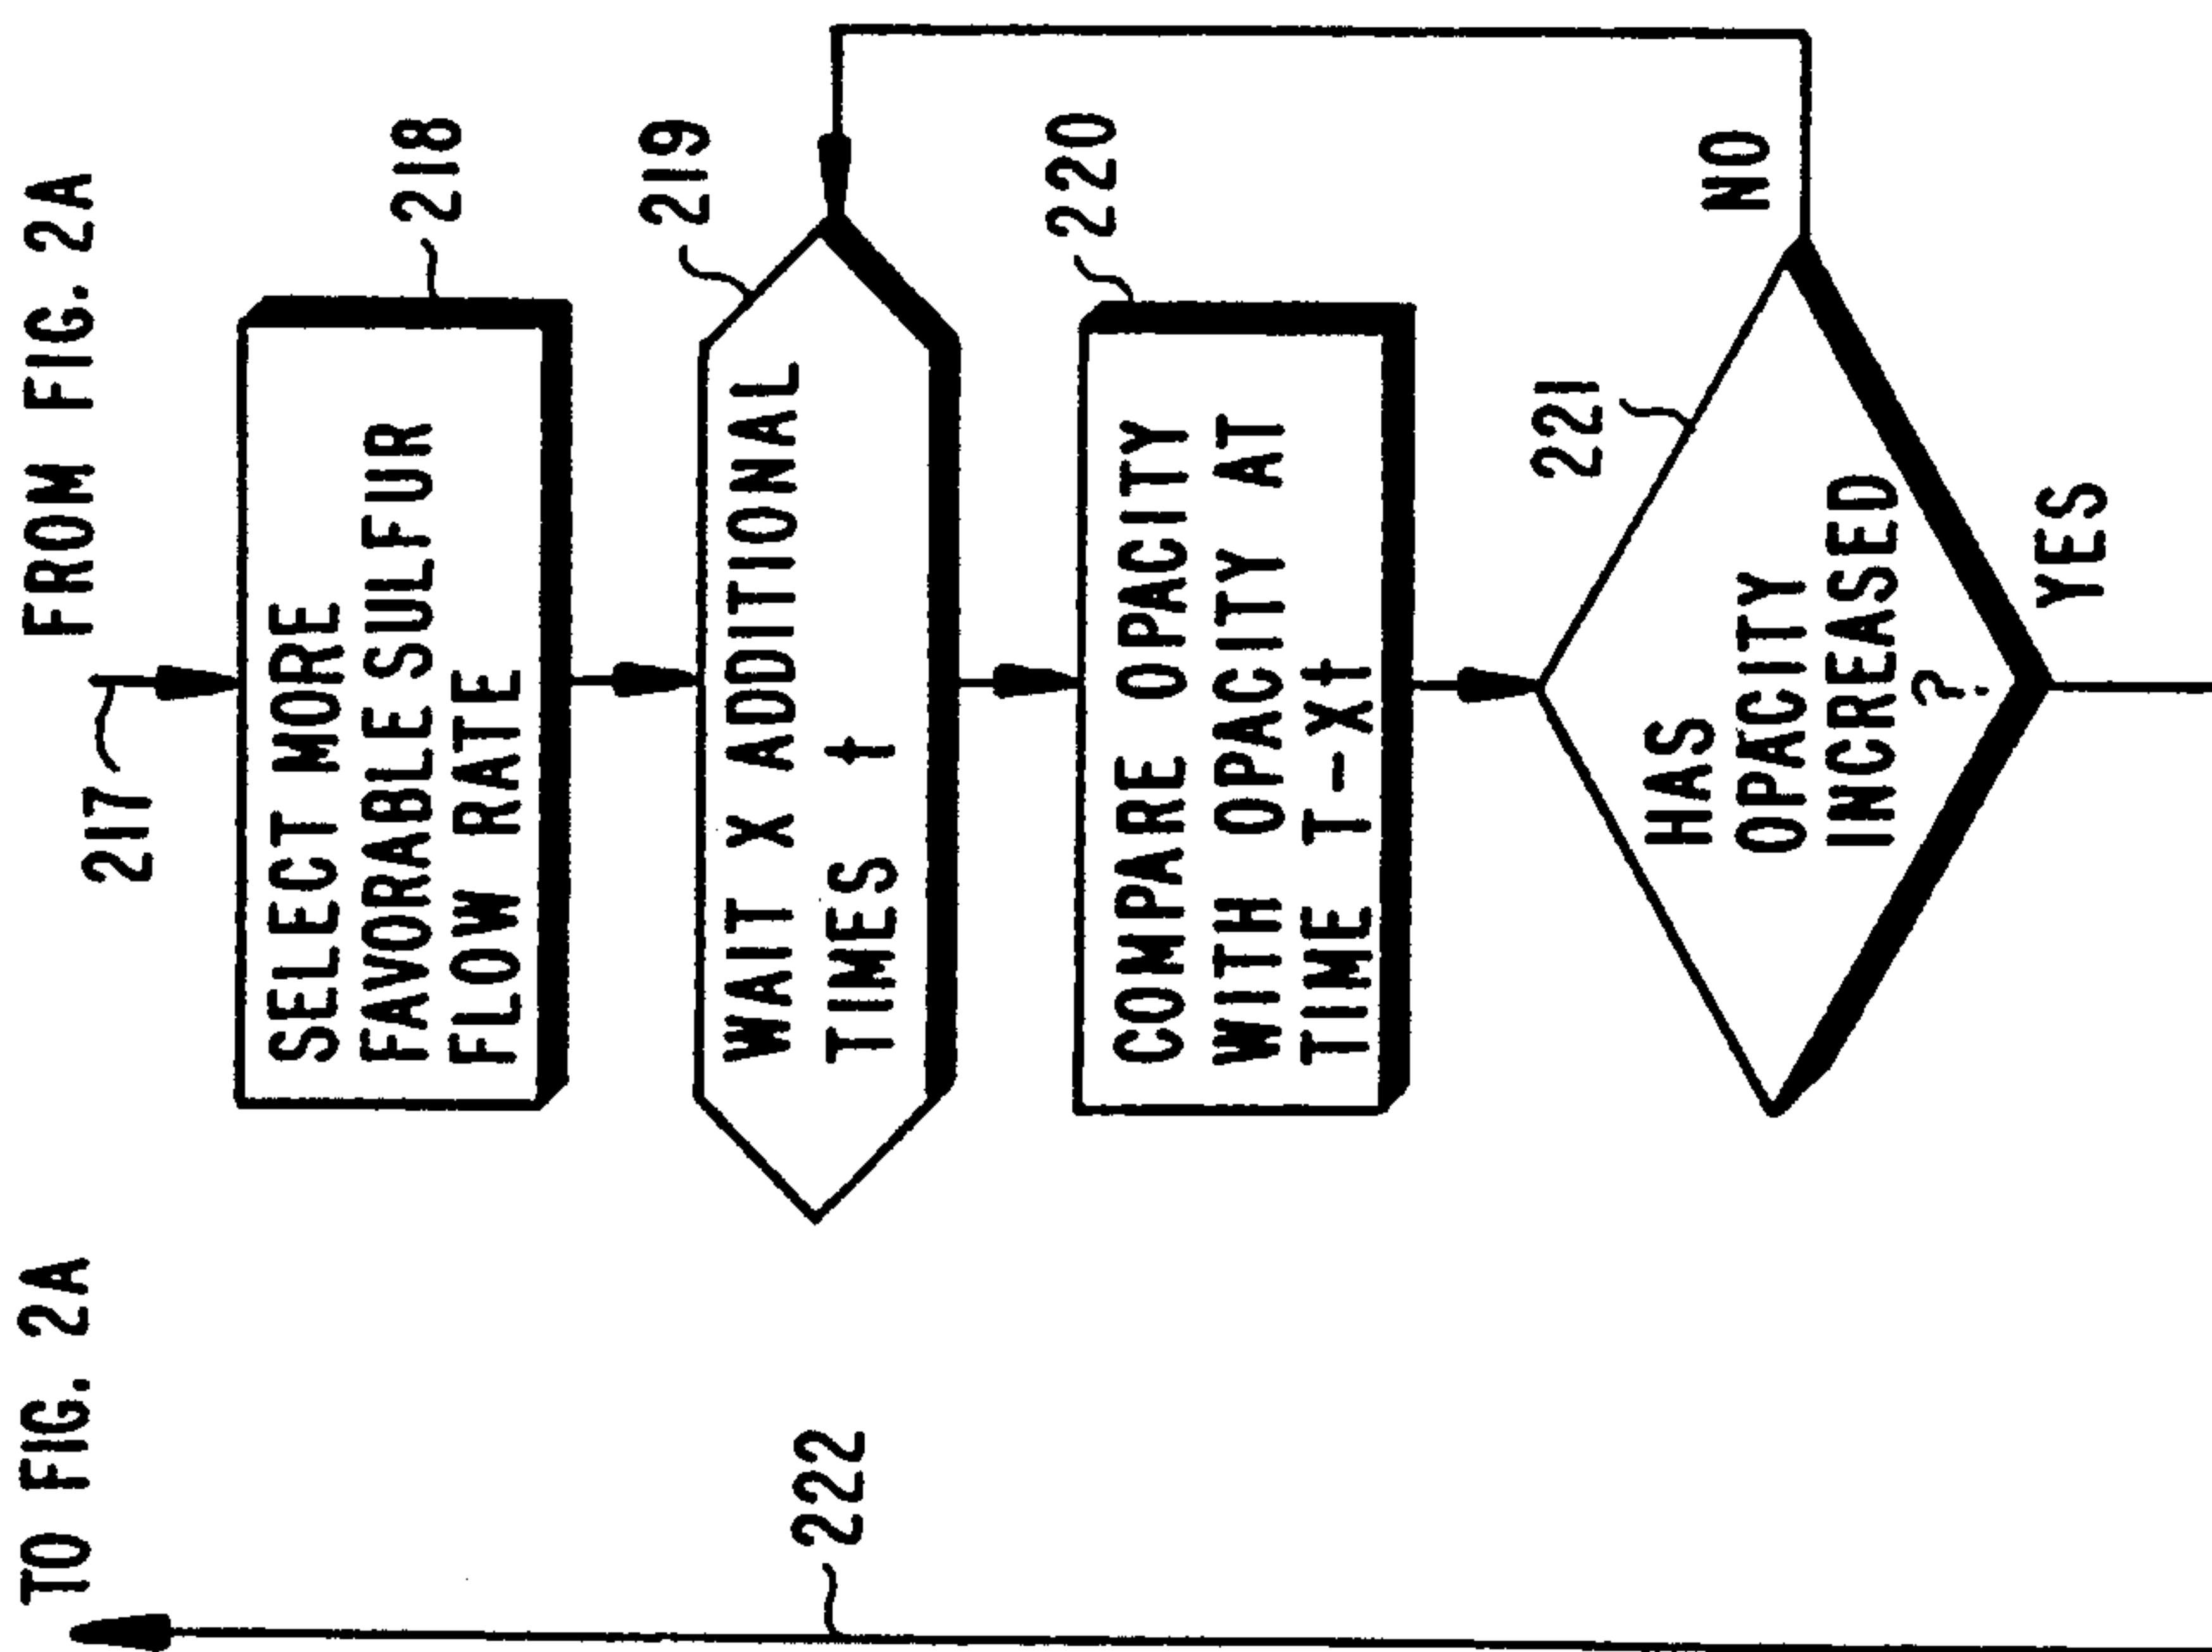 TO FIG. 2A
FROM FIG. 2A
217
SELECT MORE
FAVORABLE SULFUR
FLOW RATE
218
WAIT X ADDITIONAL
TIMES t
219
COMPARE OPACITY
WITH OPACITY AT
TIME T-Xt
220
222
221
HAS
OPACITY
INCREASED
?
NO
YES